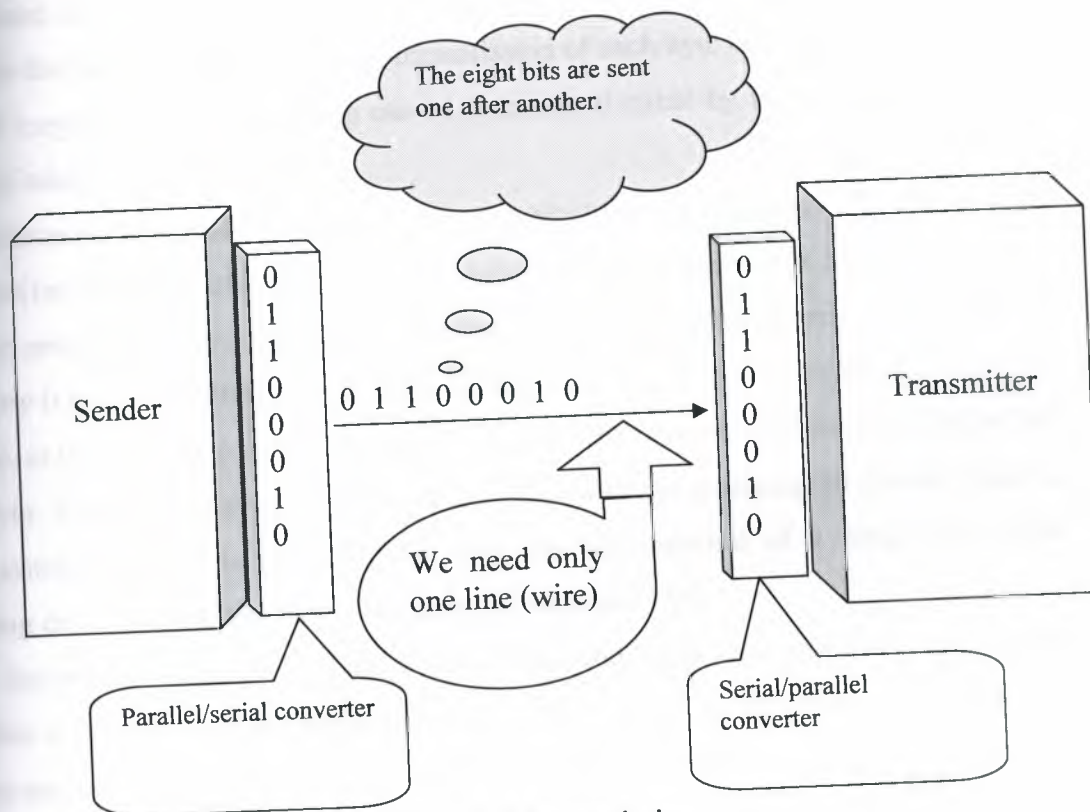 The eight bits are sent
one after another.
Sender
0
1
1
0
0
0
1
0
0 1 1 0 0 0 1 0
0
1
1
0
0
0
1
0
Transmitter
We need only
one line (wire)
Parallel/serial converter
Serial/parallel
converter